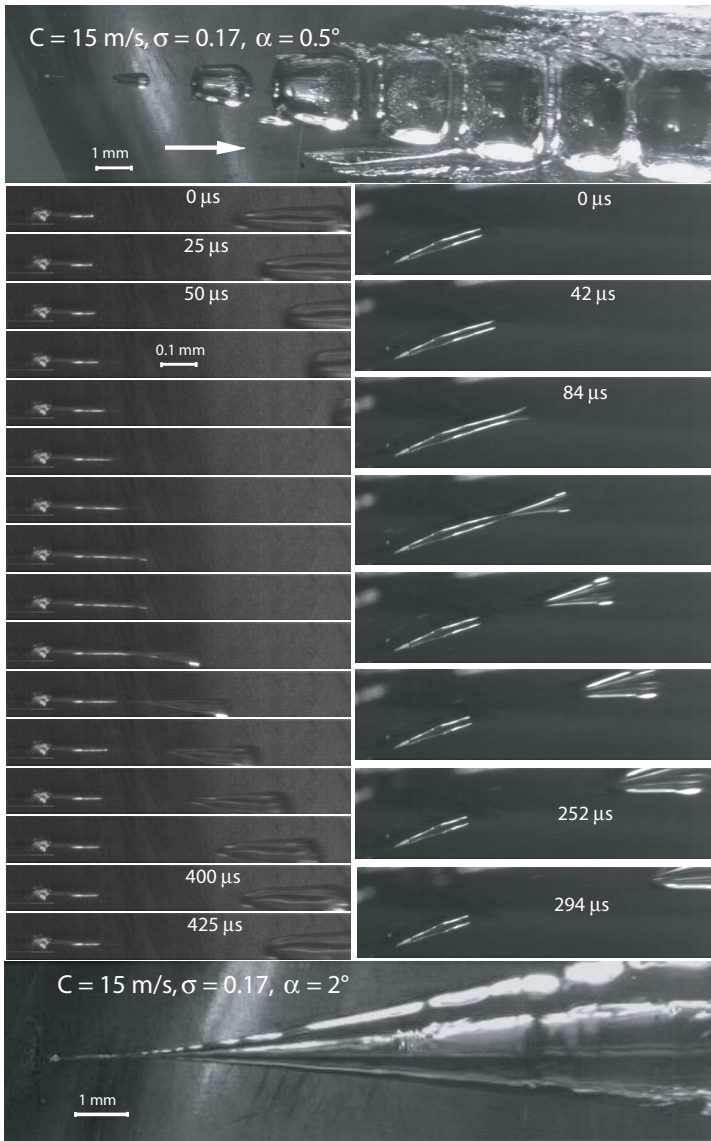 C = 15 m/s, σ = 0.17, α = 0.5°
1 mm
0 μs
25 μs
50 μs
0.1 mm
400 μs
425 μs
0 μs
42 μs
84 μs
252 μs
294 μs
C = 15 m/s, σ = 0.17, α = 2°
1 mm